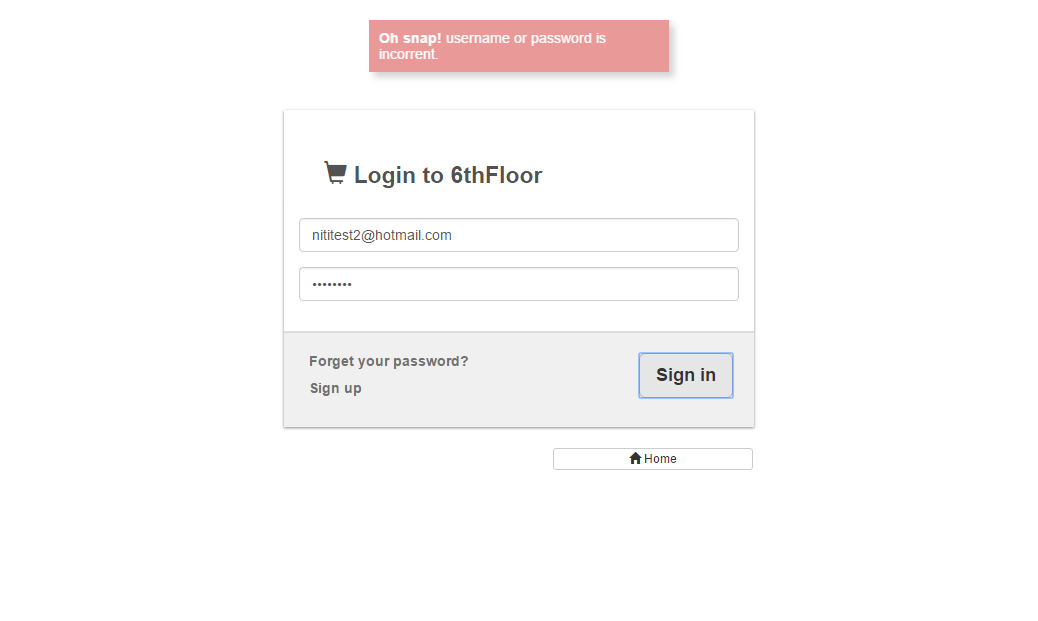 Oh snap! username or password is
incorrent.
Login to 6thFloor
nititest2@hotmail.com
••••••••
Forget your password?
Sign up
Sign in
Home